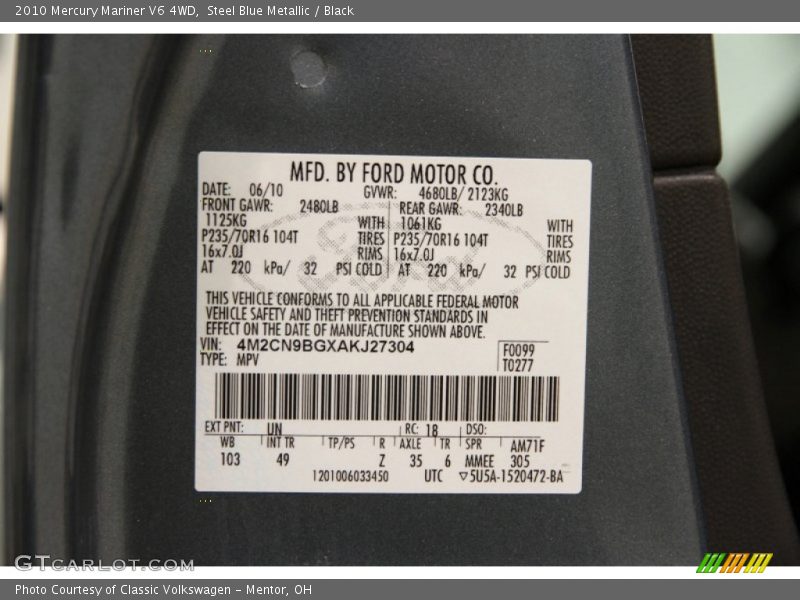 2010 Mercury Mariner V6 4WD, Steel Blue Metallic / Black
MFD. BY FORD MOTOR CO.
DATE: 06/10 GVWR: 4680LB/ 2123KG
FRONT GAWR: 2480LB REAR GAWR: 2340LB
1125KG WITH 1061KG WITH
P235/70R16 104T TIRES P235/70R16 104T TIRES
16x7.0J RIMS 16x7.0J RIMS
AT 220 kPa/ 32 PSI COLD AT 220 kPa/ 32 PSI COLD
THIS VEHICLE CONFORMS TO ALL APPLICABLE FEDERAL MOTOR
VEHICLE SAFETY AND THEFT PREVENTION STANDARDS IN
EFFECT ON THE DATE OF MANUFACTURE SHOWN ABOVE.
VIN: 4M2CN9BGXAKJ27304 F0099
TYPE: MPV T0277
EXT PNT: UN RC: 18 DSO:
WB INT TR TP/PS R AXLE TR SPR AM71F
103 49 Z 35 6 MMEE 305
1201006033450 UTC ▽5U5A-1520472-BA
GTCARLOT.COM
Photo Courtesy of Classic Volkswagen - Mentor, OH